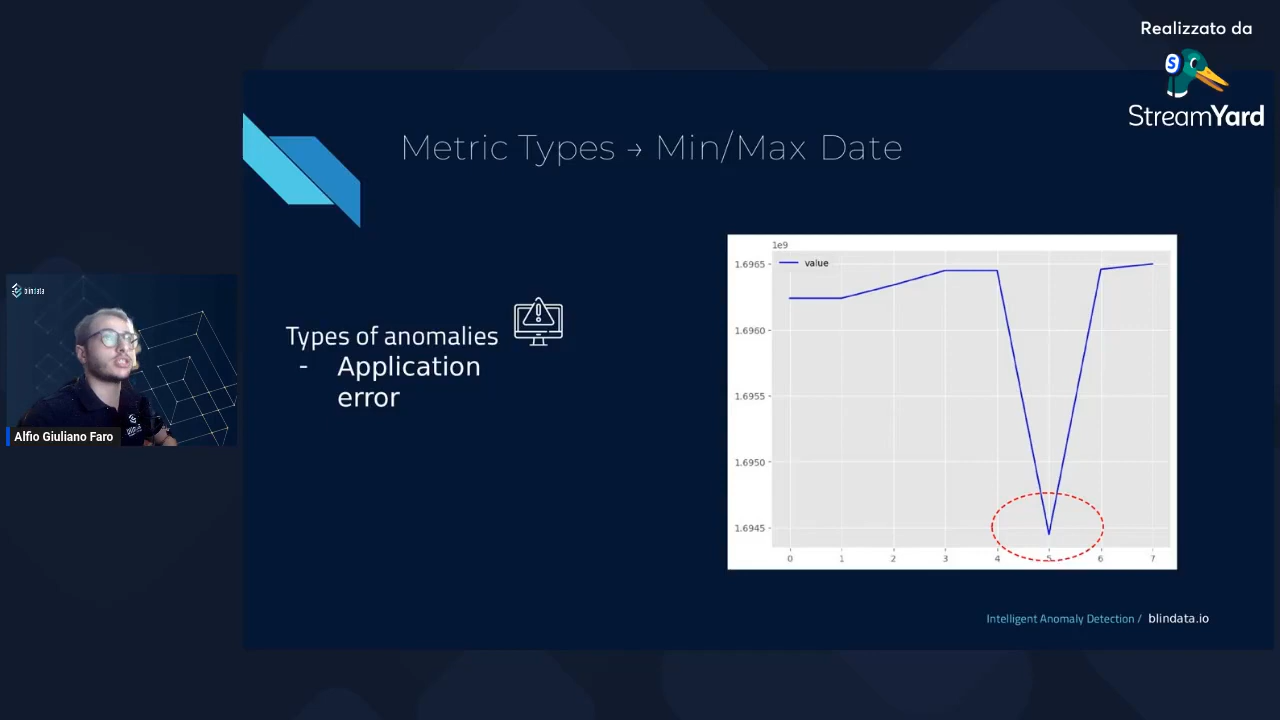 Realizzato da
S
StreamYard
Metric Types → Min/Max Date
Types of anomalies
- Application
error
1e9
value
1.6965
1.6960
1.6955
1.6950
1.6945
0 1 2 3 4 5 6 7
blindata
Alfio Giuliano Faro
Intelligent Anomaly Detection / blindata.io